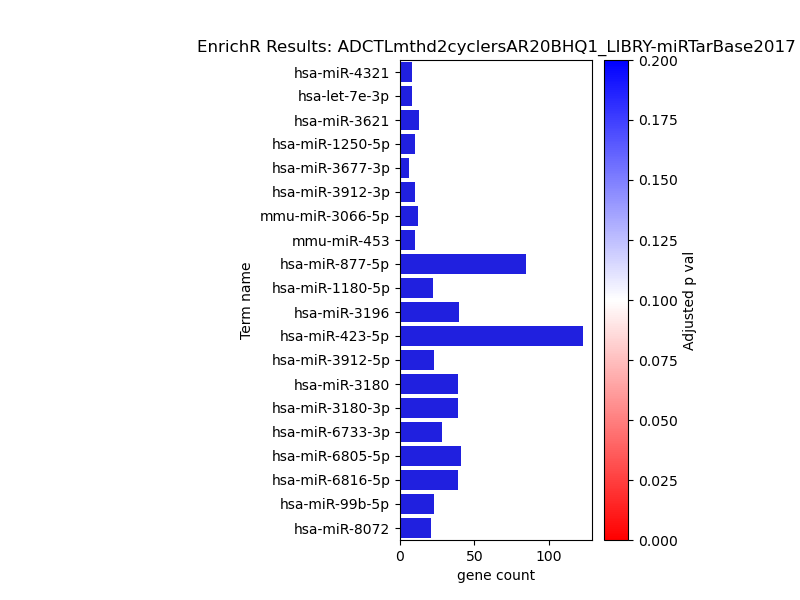 EnrichR Results: ADCTLmthd2cyclersAR20BHQ1_LIBRY-miRTarBase2017
hsa-miR-4321
hsa-let-7e-3p
hsa-miR-3621
hsa-miR-1250-5p
hsa-miR-3677-3p
hsa-miR-3912-3p
mmu-miR-3066-5p
mmu-miR-453
hsa-miR-877-5p
hsa-miR-1180-5p
hsa-miR-3196
hsa-miR-423-5p
hsa-miR-3912-5p
hsa-miR-3180
hsa-miR-3180-3p
hsa-miR-6733-3p
hsa-miR-6805-5p
hsa-miR-6816-5p
hsa-miR-99b-5p
hsa-miR-8072
Term name
0 50 100
gene count
0.200
0.175
0.150
0.125
0.100
0.075
0.050
0.025
0.000
Adjusted p val